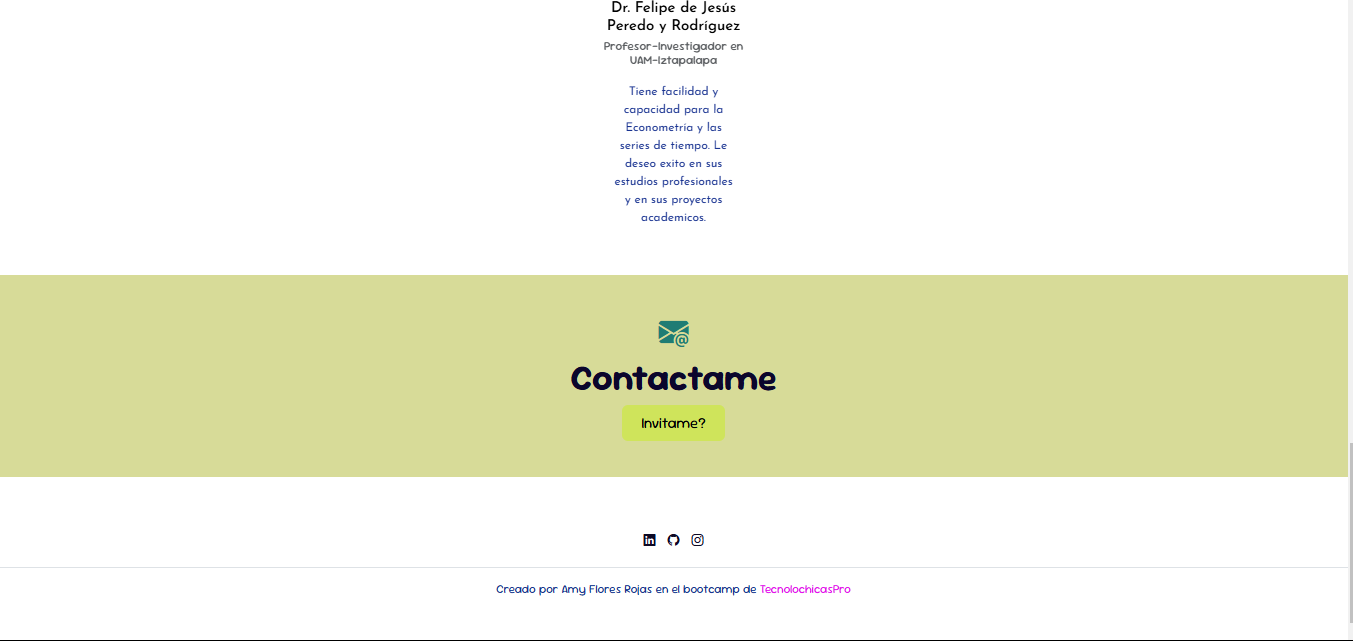 Dr. Felipe de Jesús
Peredo y Rodríguez
Profesor-Investigador en
UAM-Iztapalapa
Tiene facilidad y
capacidad para la
Econometría y las
series de tiempo. Le
deseo exito en sus
estudios profesionales
y en sus proyectos
academicos.
Contactame
Invitame?
Creado por Amy Flores Rojas en el bootcamp de TecnolochicasPro